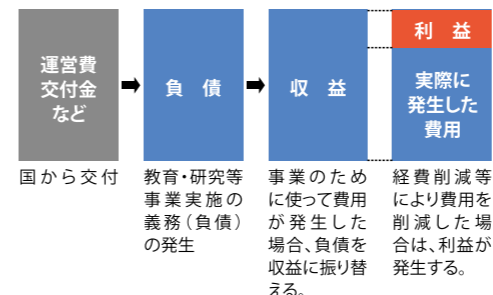 運営費
交付金
など
負 債
収 益
利 益
実際に
発生した
費用
国から交付
教育・研究等
事業実施の
義務(負債)
の発生
事業のため
に使って費用
が発生した
場合、負債を
収益に振り替
える。
経費削減等
により費用を
削減した場
合は、利益が
発生する。